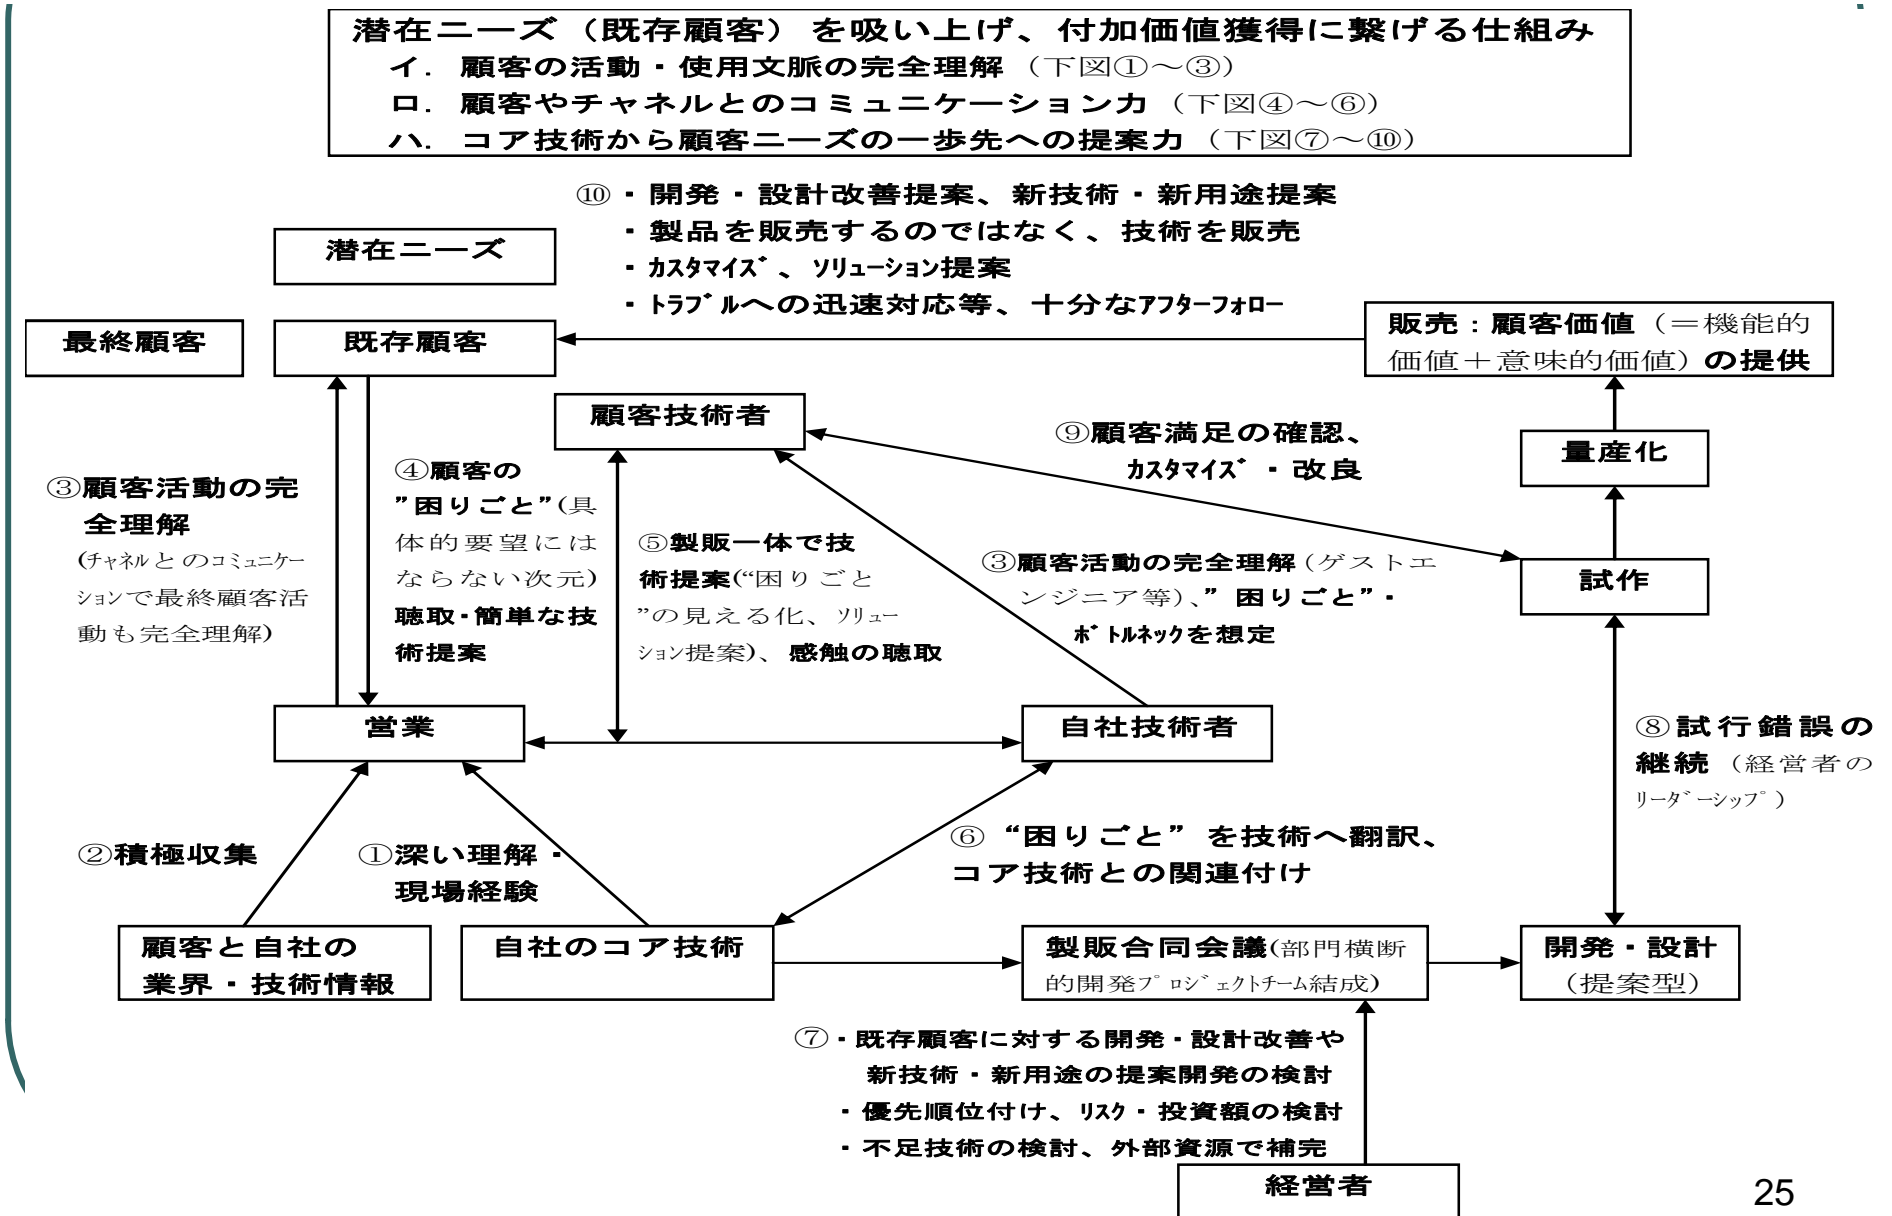 潜在ニーズ（既存顧客）を吸い上げ、付加価値獲得に繋げる仕組み
イ．顧客の活動・使用文脈の完全理解（下図①～③）
ロ．顧客やチャネルとのコミュニケーション力（下図④～⑥）
ハ．コア技術から顧客ニーズの一歩先への提案力（下図⑦～⑩）
⑩・開発・設計改善提案、新技術・新用途提案
・製品を販売するのではなく、技術を販売
・ｶｽﾀﾏｲｽﾞ、ｿﾘｭｰｼｮﾝ提案
・ﾄﾗﾌﾞﾙへの迅速対応等、十分なｱﾌﾀｰﾌｫﾛｰ
潜在ニーズ
最終顧客
既存顧客
販売：顧客価値（＝機能的
価値＋意味的価値）の提供
顧客技術者
⑨顧客満足の確認、
ｶｽﾀﾏｲｽﾞ・改良
量産化
③顧客活動の完
全理解
(ﾁｬﾈﾙとのｺﾐｭﾆｹｰ
ｼｮﾝで最終顧客活
動も完全理解)
④顧客の
”困りごと”(具
体的要望には
ならない次元)
聴取・簡単な技
術提案
⑤製販一体で技
術提案(“困りごと
”の見える化、ｿﾘｭｰ
ｼｮﾝ提案)、感触の聴取
③顧客活動の完全理解(ゲストエ
ンジニア等)、”困りごと”・
ﾎﾞﾄﾙﾈｯｸを想定
試作
営業
自社技術者
⑧試行錯誤の
継続（経営者の
ﾘｰﾀﾞｰｼｯﾌﾟ）
②積極収集
①深い理解・
現場経験
⑥“困りごと”を技術へ翻訳、
コア技術との関連付け
顧客と自社の
業界・技術情報
自社のコア技術
製販合同会議(部門横断
的開発ﾌﾟﾛｼﾞｪｸﾄﾁｰﾑ結成)
開発・設計
（提案型）
⑦・既存顧客に対する開発・設計改善や
新技術・新用途の提案開発の検討
・優先順位付け、ﾘｽｸ・投資額の検討
・不足技術の検討、外部資源で補完
経営者
25